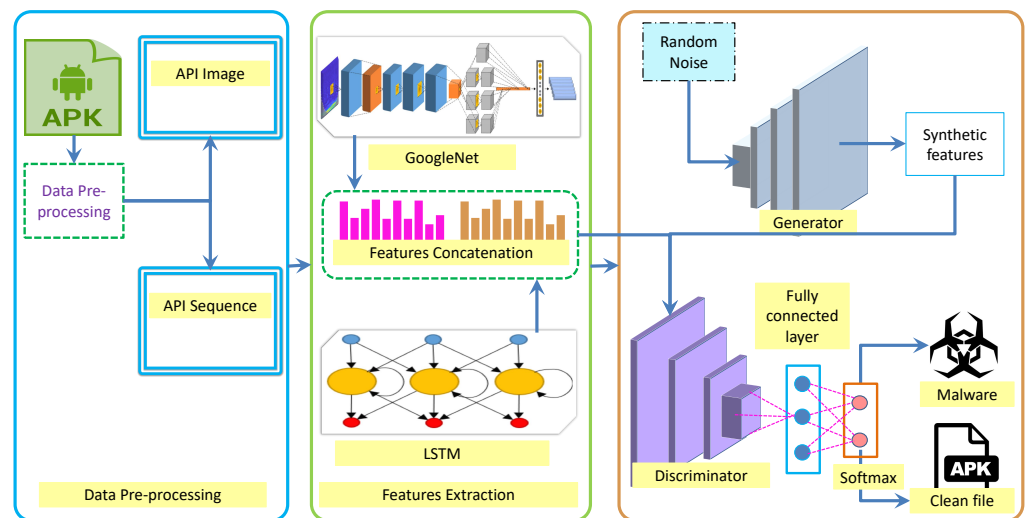 APK
Data Pre-
processing
API Image
API Sequence
Data Pre-processing
GoogleNet
Features Concatenation
LSTM
Features Extraction
Random
Noise
Generator
Synthetic
features
Discriminator
Fully
connected
layer
Softmax
Malware
APK
Clean file